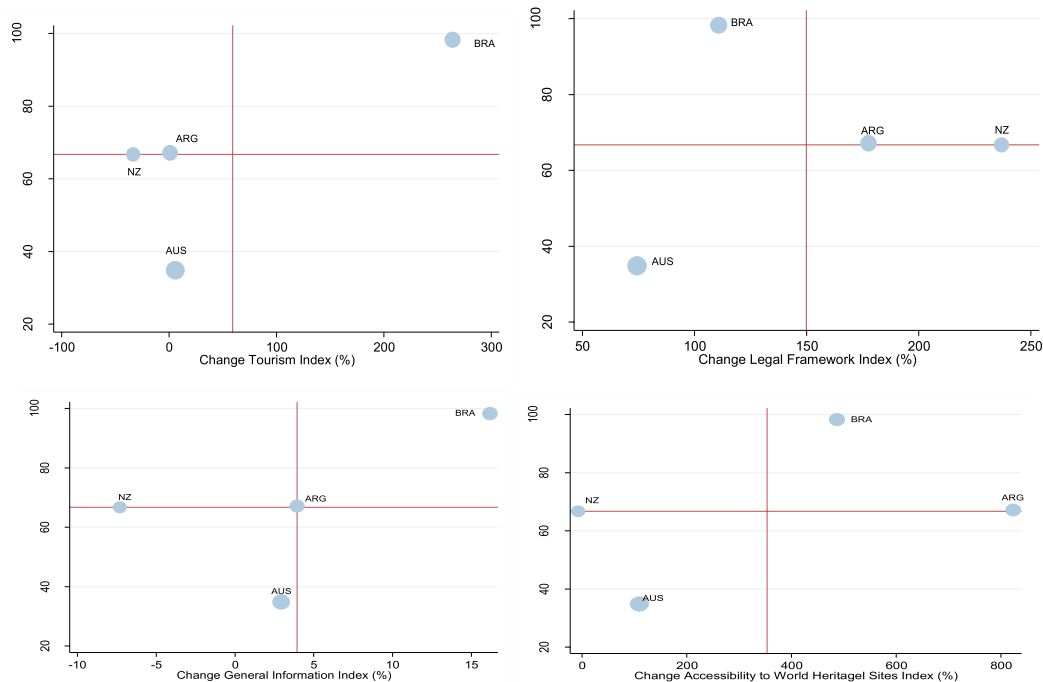 100
80
60
40
20
BRA
ARG
NZ
AUS
-100 0 100 200 300
Change Tourism Index (%)
100
80
60
40
20
BRA
ARG
NZ
AUS
50 100 150 200 250
Change Legal Framework Index (%)
100
80
60
40
20
BRA
NZ
ARG
AUS
-10 -5 0 5 10 15
Change General Information Index (%)
100
80
60
40
20
BRA
NZ
ARG
AUS
0 200 400 600 800
Change Accessibility to World Heritagel Sites Index (%)